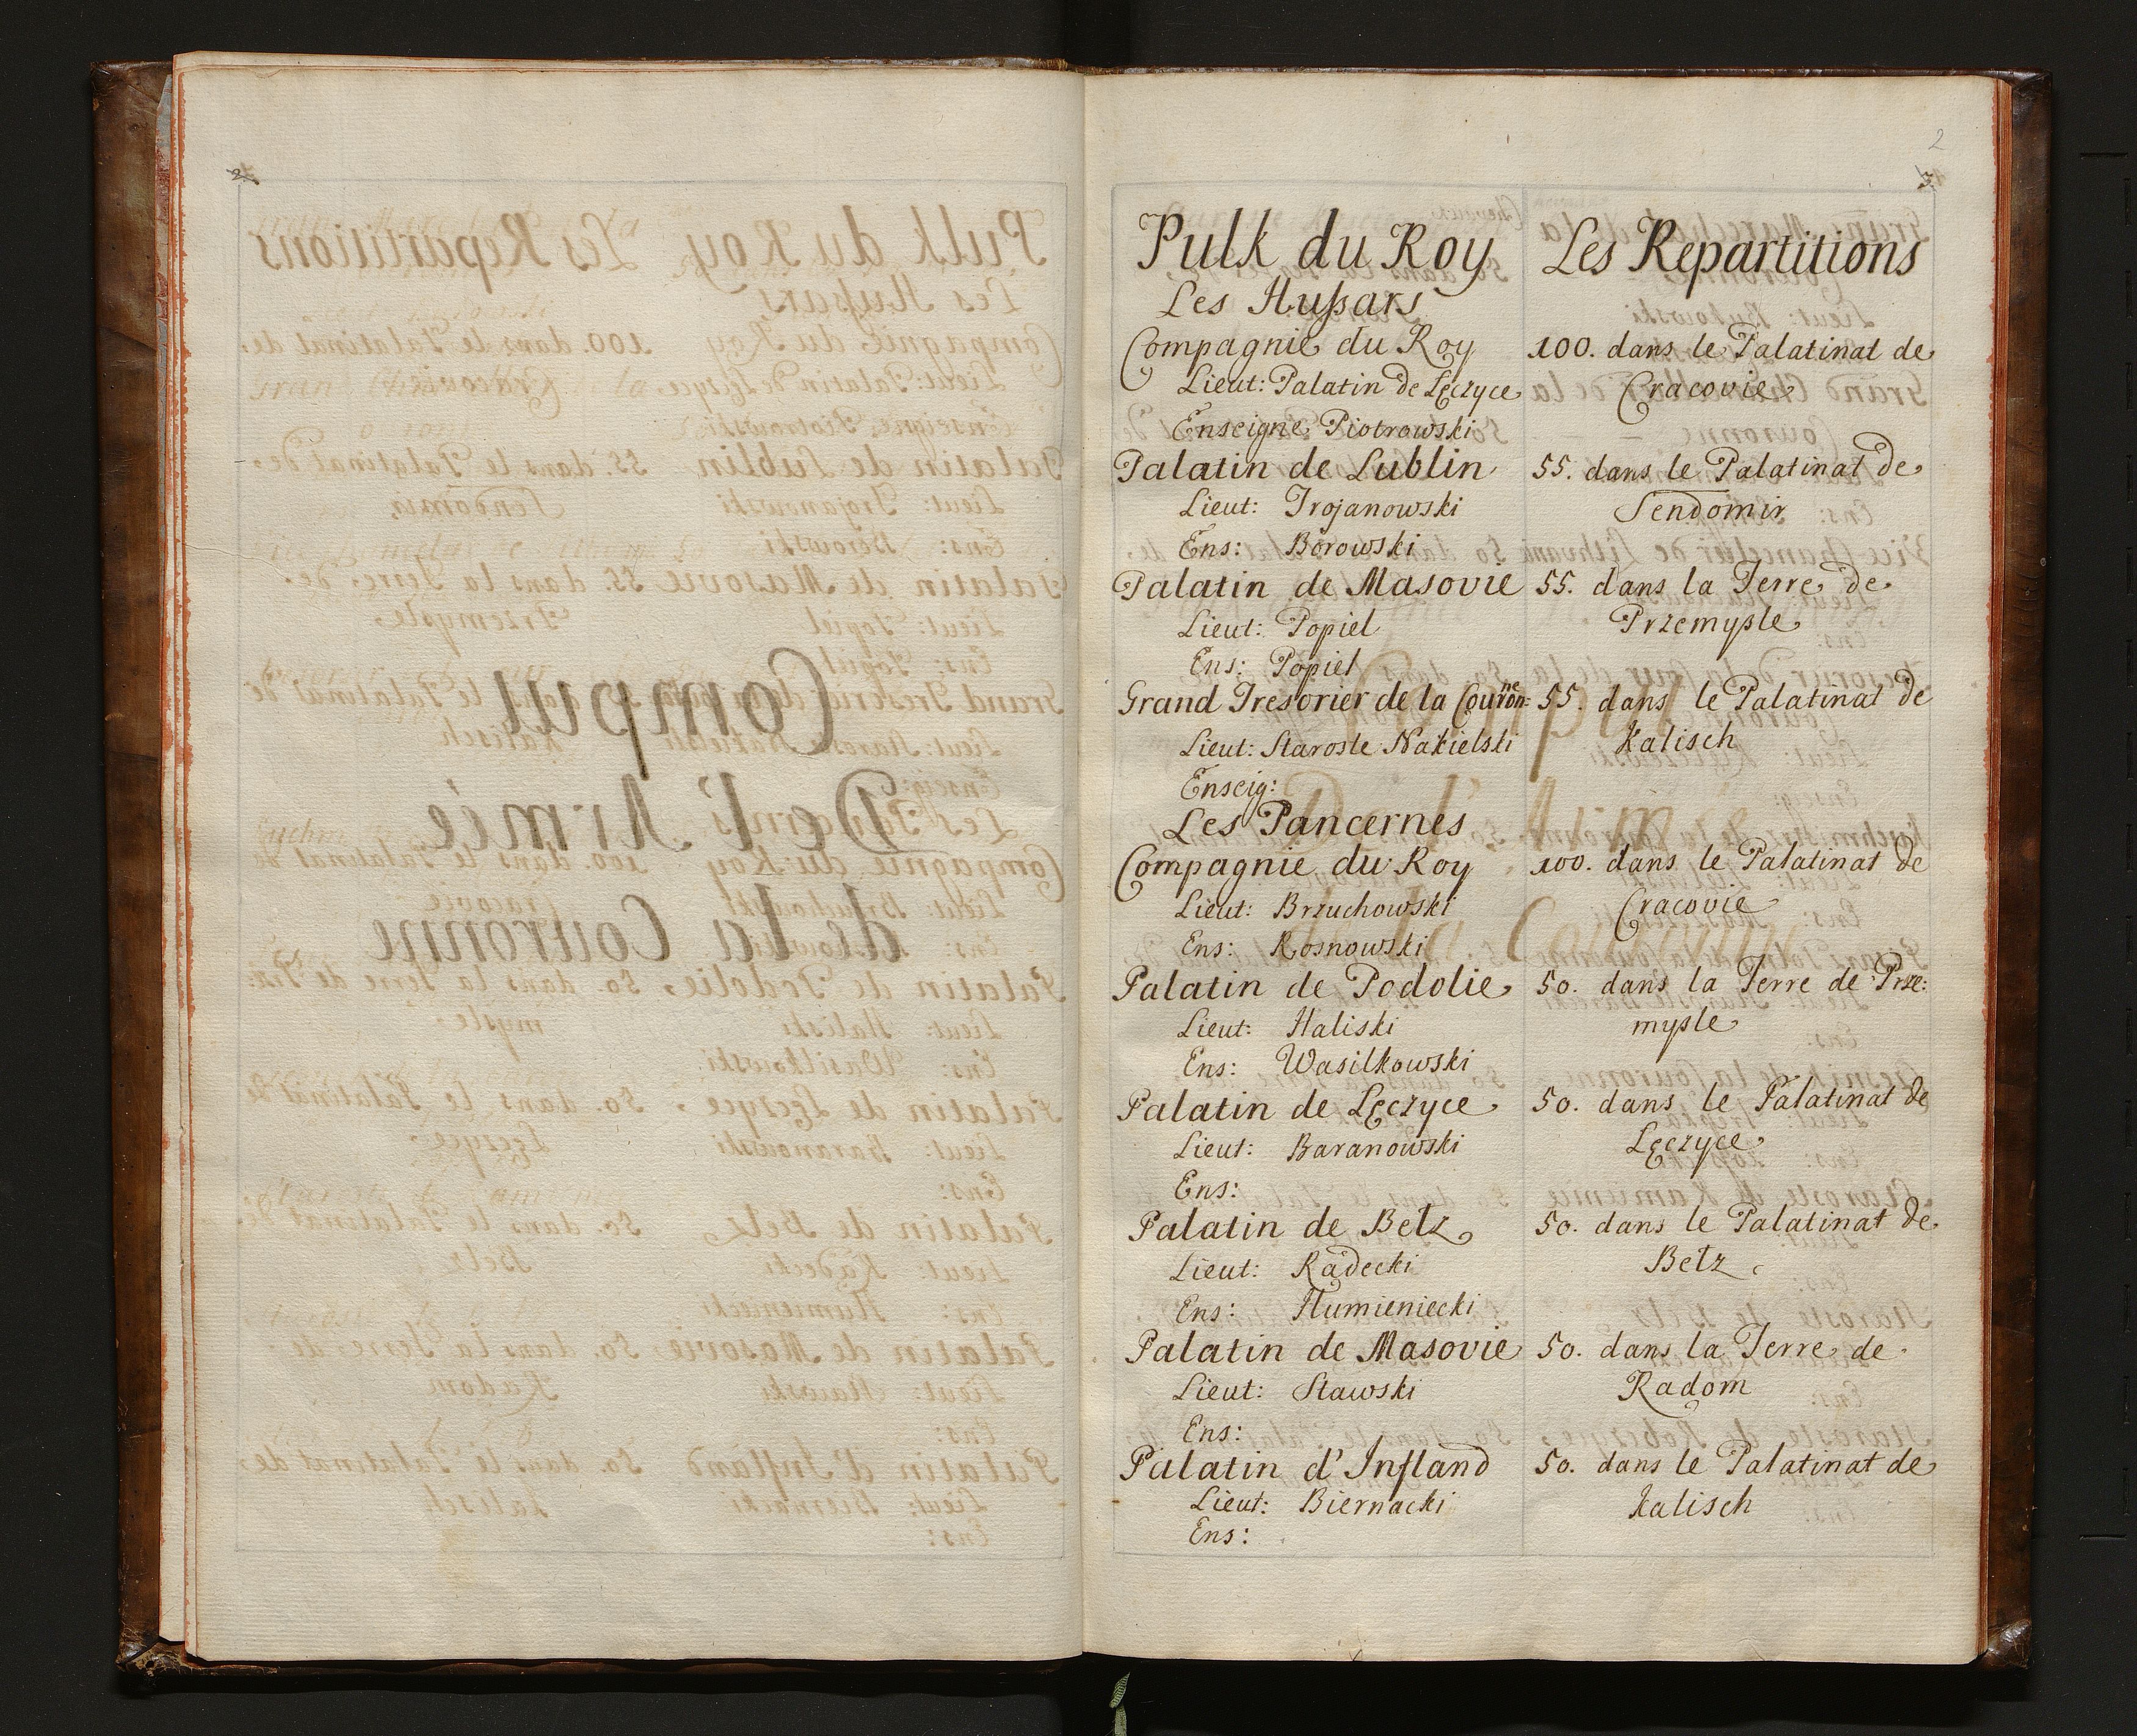 2
2.
3.
Pulk du Roy Les Repartitions
Les Hußars
Compagnie du Roy 100. dans le Palatinat de
Lieut: Palatin de Lęczyce Cracovie
Enseigne Piotrowski
Palatin de Lublin 55. dans le Palatinat de
Lieut: Trojanowski Sendomir
Ens: Borowski
Palatin de Masovie 55. dans la Terre de
Lieut: Popiel Przemysle
Ens: Popiel
Grand Tresorier de la Couronne 55. dans le Palatinat de
Lieut: Staroste Nakielski Kalisch
Enseig:
Les Pancernes
Compagnie du Roy 100. dans le Palatinat de
Lieut: Brzuchowski Cracovie
Ens: Rosnowski
Palatin de Podolie 50. dans la Terre de Prze:
Lieut: Haliski mysle
Ens: Wasilkowski
Palatin de Lęczyce 50. dans le Palatinat de
Lieut: Baranowski Lęczyce
Ens:
Palatin de Betz 50. dans le Palatinat de
Lieut: Radecki Betz
Ens: Humieniecki
Palatin de Masovie 50. dans la Terre de
Lieut: Stawski Radom
Ens:
Palatin d'Infland 50. dans le Palatinat de
Lieut: Biernacki Kalisch
Ens: